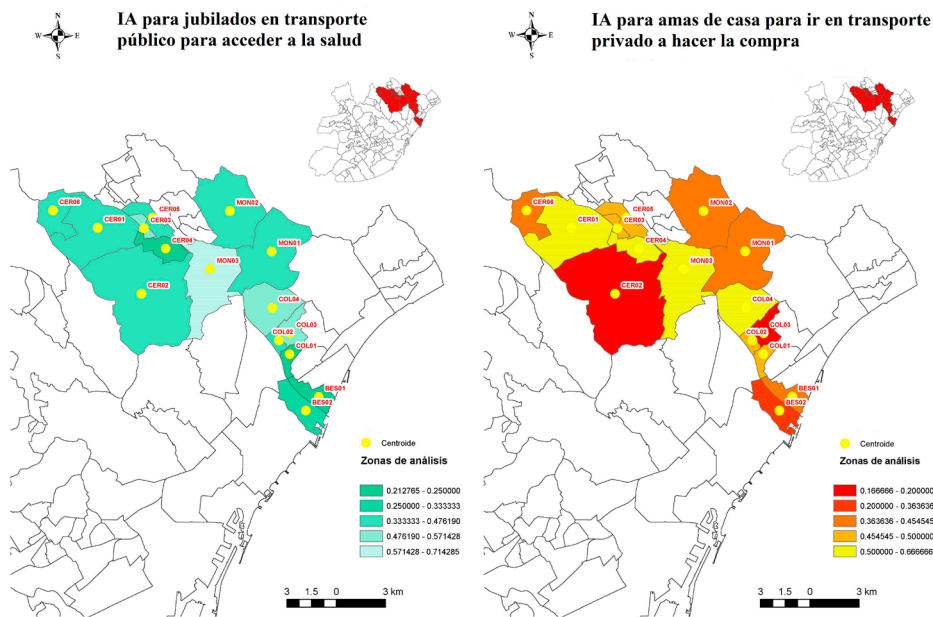 IA para jubilados en transporte
público para acceder a la salud
N
W
E
S
CER06
CER01
CER05
CER03
CER04
CER02
MON02
MON01
MON03
COL04
COL03
COL02
COL01
BES01
BES02
Centroide
Zonas de análisis
0.212765 - 0.250000
0.250000 - 0.333333
0.333333 - 0.476190
0.476190 - 0.571428
0.571428 - 0.714285
3 0 3 km
IA para amas de casa para ir en transporte
privado a hacer la compra
N
W
E
S
CER06
CER01
CER05
CER03
CER04
CER02
MON02
MON01
MON03
COL04
COL03
COL02
COL01
BES01
BES02
Centroide
Zonas de análisis
0.166666 - 0.200000
0.200000 - 0.363636
0.363636 - 0.454545
0.454545 - 0.500000
0.500000 - 0.666666
3 0 3 km